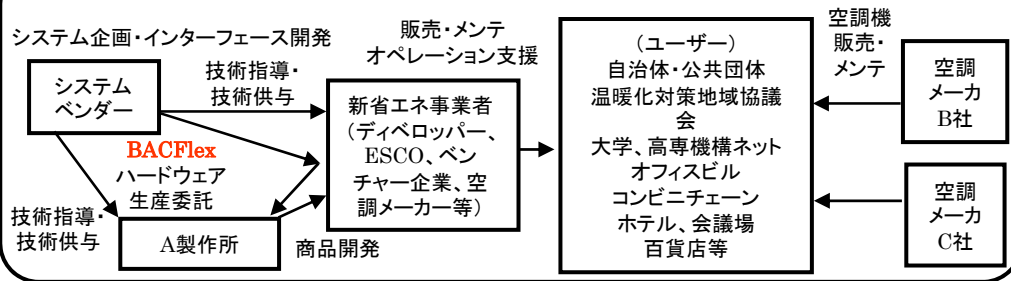 システム企画・インターフェース開発
システム
ベンダー
技術指導・
技術供与
BACFlex
ハードウェア
生産委託
技術指導・
技術供与
A製作所
商品開発
販売・メンテ
オペレーション支援
新省エネ事業者
（ディベロッパー、
ESCO、ベン
チャー企業、空
調メーカー等）
（ユーザー）
自治体・公共団体
温暖化対策地域協議
会
大学、高専機構ネット
オフィスビル
コンビニチェーン
ホテル、会議場
百貨店等
空調機
販売・
メンテ
空調
メーカ
B社
空調
メーカ
C社